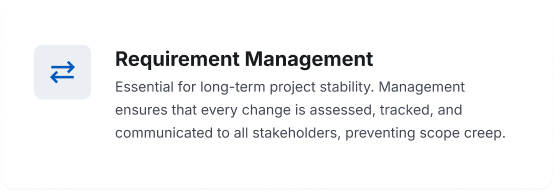 Requirement Management
Essential for long-term project stability. Management
ensures that every change is assessed, tracked, and
communicated to all stakeholders, preventing scope creep.